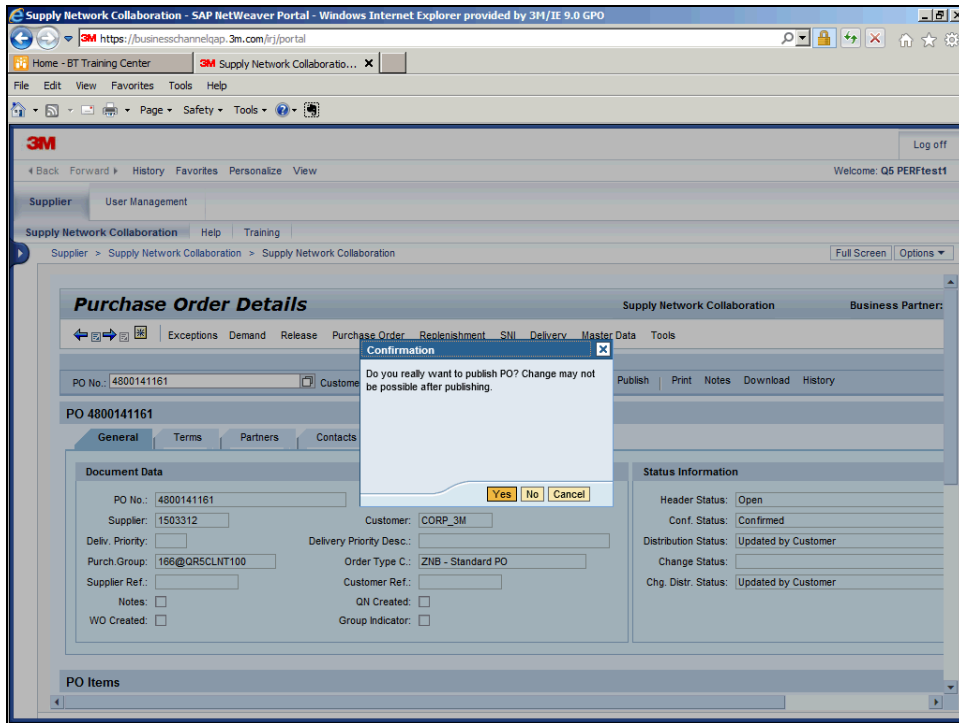 Supply Network Collaboration - SAP NetWeaver Portal - Windows Internet Explorer provided by 3M/IE 9.0 GPO
3M https://businesschannelqap.3m.com/irj/portal
Home - BT Training Center
3M Supply Network Collaboratio... X
File Edit View Favorites Tools Help
Page Safety Tools
3M
Log off
Back Forward History Favorites Personalize View
Welcome: Q5 PERFtest1
Supplier User Management
Supply Network Collaboration Help Training
Supplier > Supply Network Collaboration > Supply Network Collaboration
Full Screen Options
Purchase Order Details
Supply Network Collaboration
Business Partner:
Exceptions Demand Release Purchase Order Replenishment SNI Delivery Master Data Tools
Confirmation
Do you really want to publish PO? Change may not
be possible after publishing.
Yes No Cancel
PO No.: 4800141161
Publish Print Notes Download History
PO 4800141161
General Terms Partners Contacts
Document Data
PO No.: 4800141161
Supplier: 1503312 Customer: CORP_3M
Deliv. Priority: Delivery Priority Desc.:
Purch.Group: 166@QR5CLNT100 Order Type C.: ZNB - Standard PO
Supplier Ref.: Customer Ref.:
Notes: QN Created:
WO Created: Group Indicator:
Status Information
Header Status: Open
Conf. Status: Confirmed
Distribution Status: Updated by Customer
Change Status:
Chg. Distr. Status: Updated by Customer
PO Items